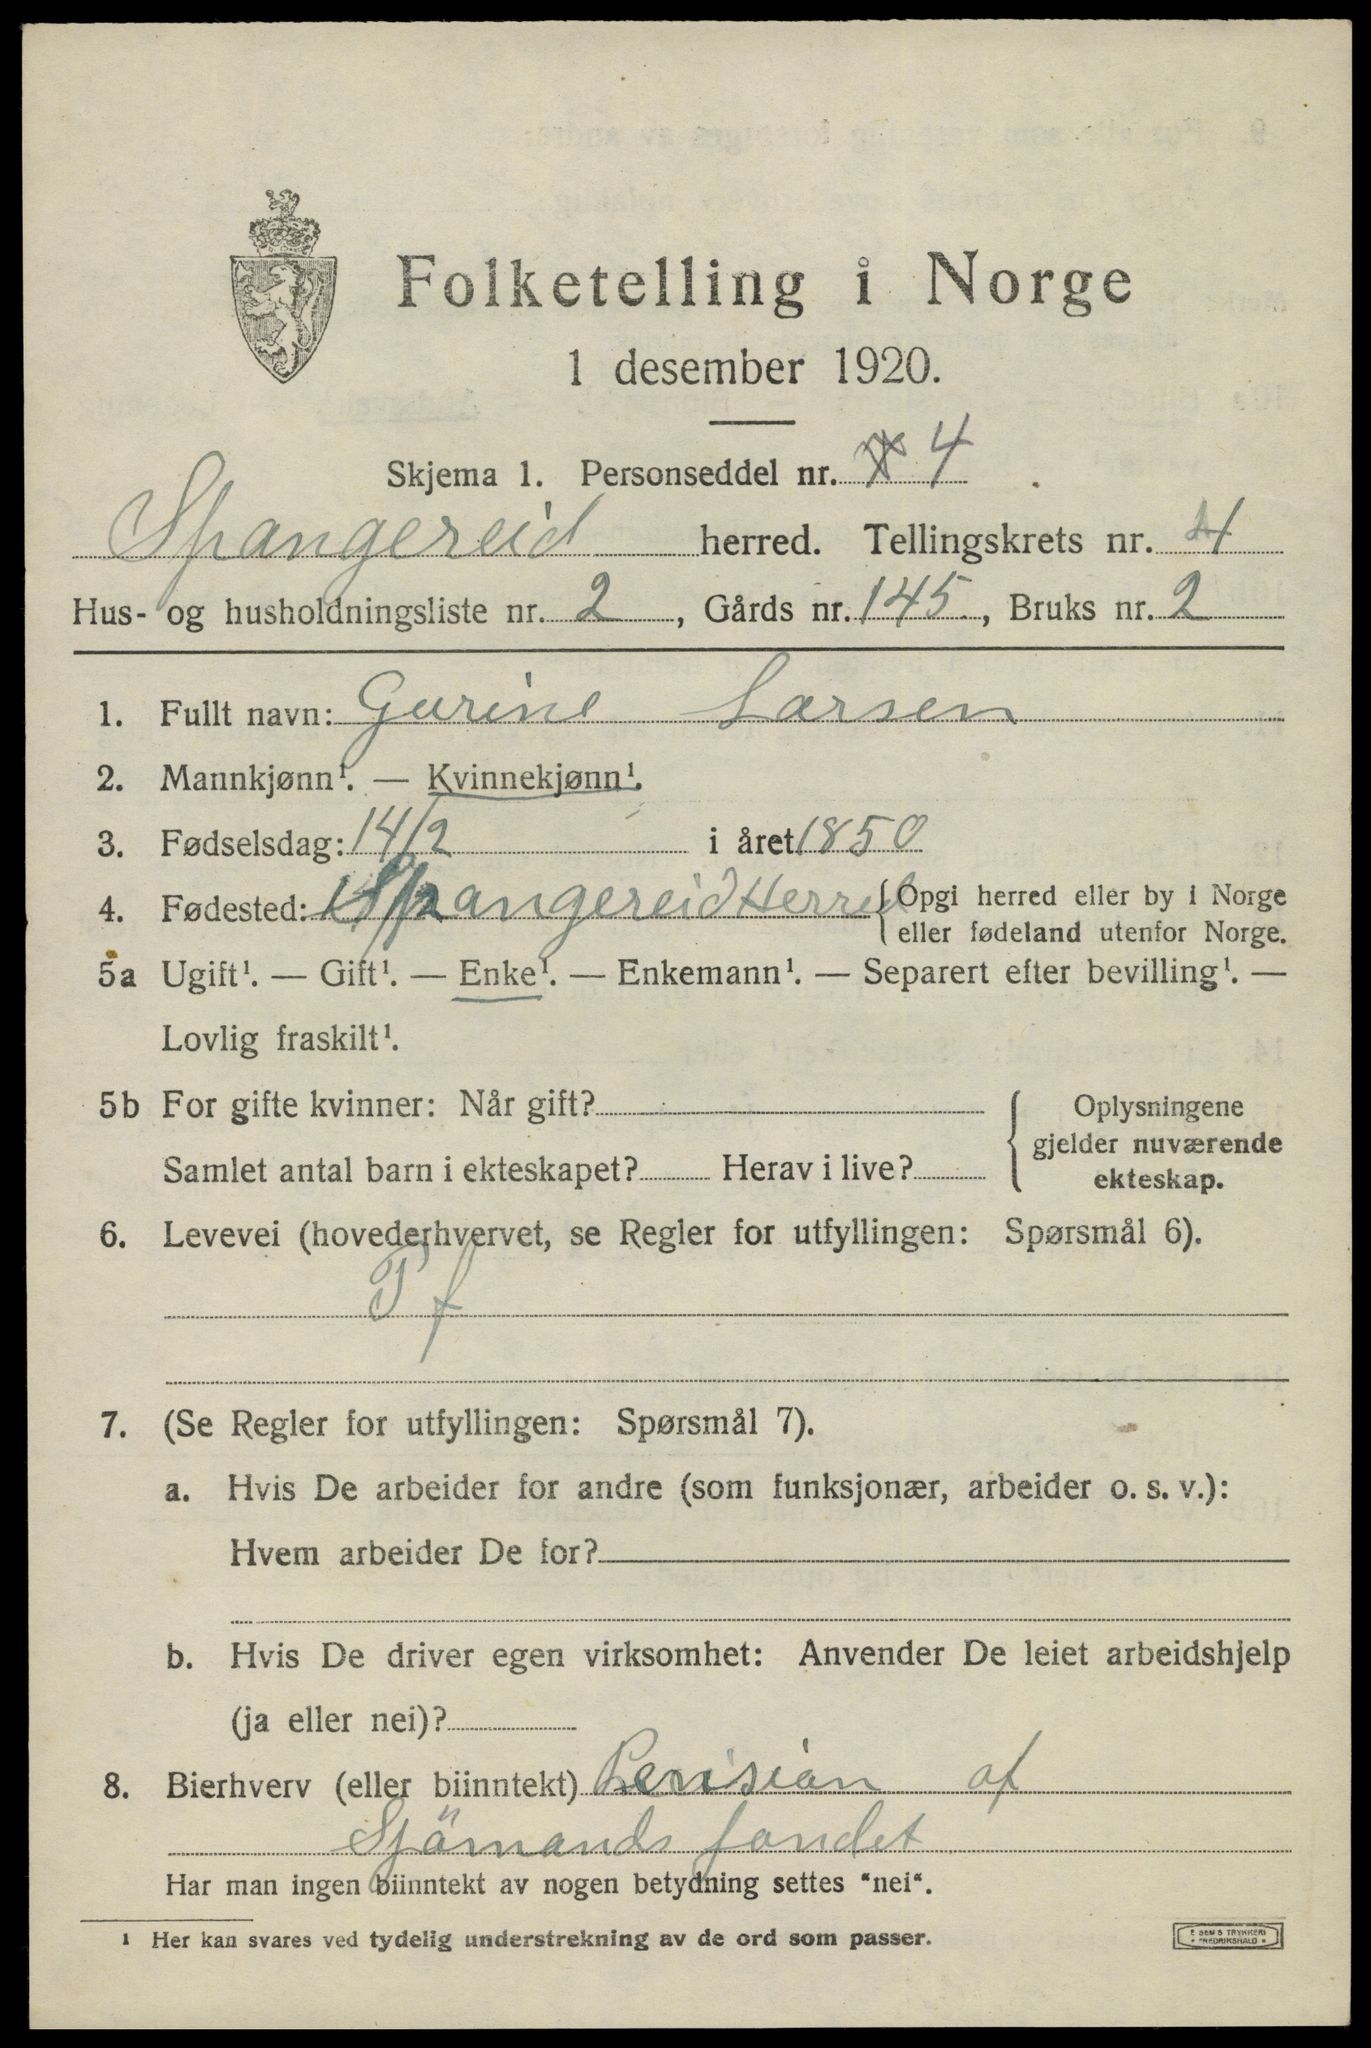 Folketelling i Norge
1 desember 1920.
Skjema 1. Personseddel nr. 4
Spangereid herred. Tellingskrets nr. 4
Hus- og husholdningsliste nr. 2, Gårds nr. 145, Bruks nr. 2
1. Fullt navn: Gurine Larsen
2. Mannkjønn¹. — Kvinnekjønn¹.
3. Fødselsdag: 14/2 i året 1850
4. Fødested: Spangereid Herred {Opgi herred eller by i Norge
eller fødeland utenfor Norge.
5a Ugift¹. — Gift¹. — Enke¹. — Enkemann¹. — Separert efter bevilling¹. —
Lovlig fraskilt¹.
5b For gifte kvinner: Når gift? { Oplysningene
gjelder nuværende
Samlet antal barn i ekteskapet? Herav i live?
ekteskap.
6. Levevei (hovederhvervet, se Regler for utfyllingen: Spørsmål 6).
T f
7. (Se Regler for utfyllingen: Spørsmål 7).
a. Hvis De arbeider for andre (som funksjonær, arbeider o. s. v.):
Hvem arbeider De for?
b. Hvis De driver egen virksomhet: Anvender De leiet arbeidshjelp
(ja eller nei)?
8. Bierhverv (eller biinntekt) Pensian af
Sjömands fondet
Har man ingen biinntekt av nogen betydning settes "nei".
1 Her kan svares ved tydelig understrekning av de ord som passer.
E SEM'S TRYKKERI
FREDRIKSHALD